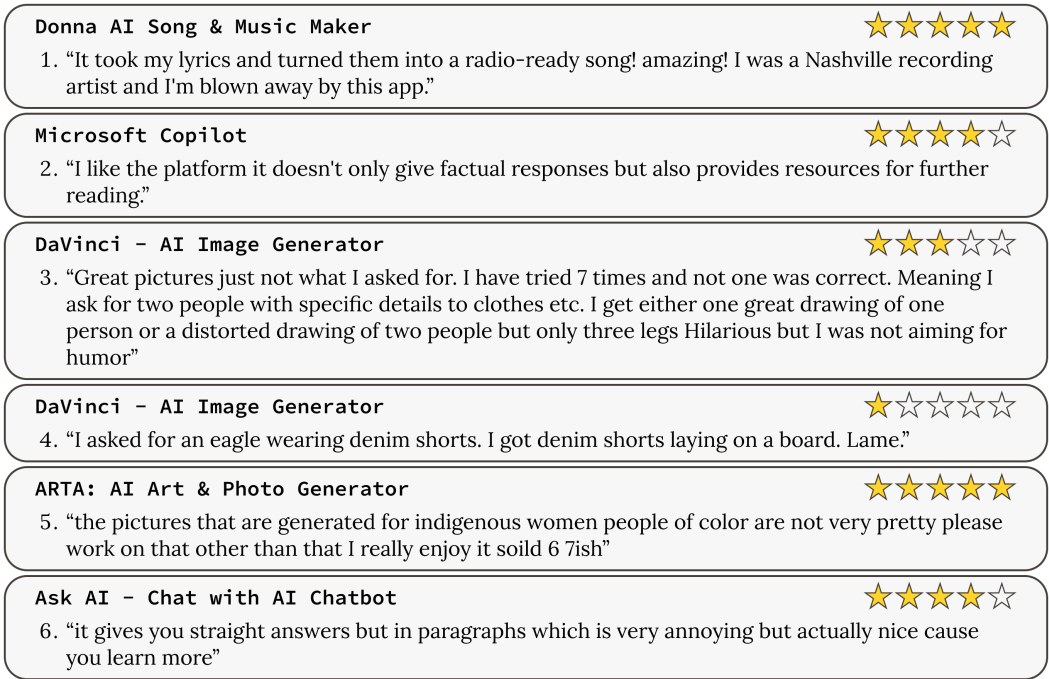 Donna AI Song & Music Maker
1. “It took my lyrics and turned them into a radio-ready song! amazing! I was a Nashville recording
artist and I'm blown away by this app.”
Microsoft Copilot
2. “I like the platform it doesn't only give factual responses but also provides resources for further
reading.”
DaVinci - AI Image Generator
3. “Great pictures just not what I asked for. I have tried 7 times and not one was correct. Meaning I
ask for two people with specific details to clothes etc. I get either one great drawing of one
person or a distorted drawing of two people but only three legs Hilarious but I was not aiming for
humor”
DaVinci - AI Image Generator
4. “I asked for an eagle wearing denim shorts. I got denim shorts laying on a board. Lame.”
ARTA: AI Art & Photo Generator
5. “the pictures that are generated for indigenous women people of color are not very pretty please
work on that other than that I really enjoy it soild 6 7ish”
Ask AI - Chat with AI Chatbot
6. “it gives you straight answers but in paragraphs which is very annoying but actually nice cause
you learn more”